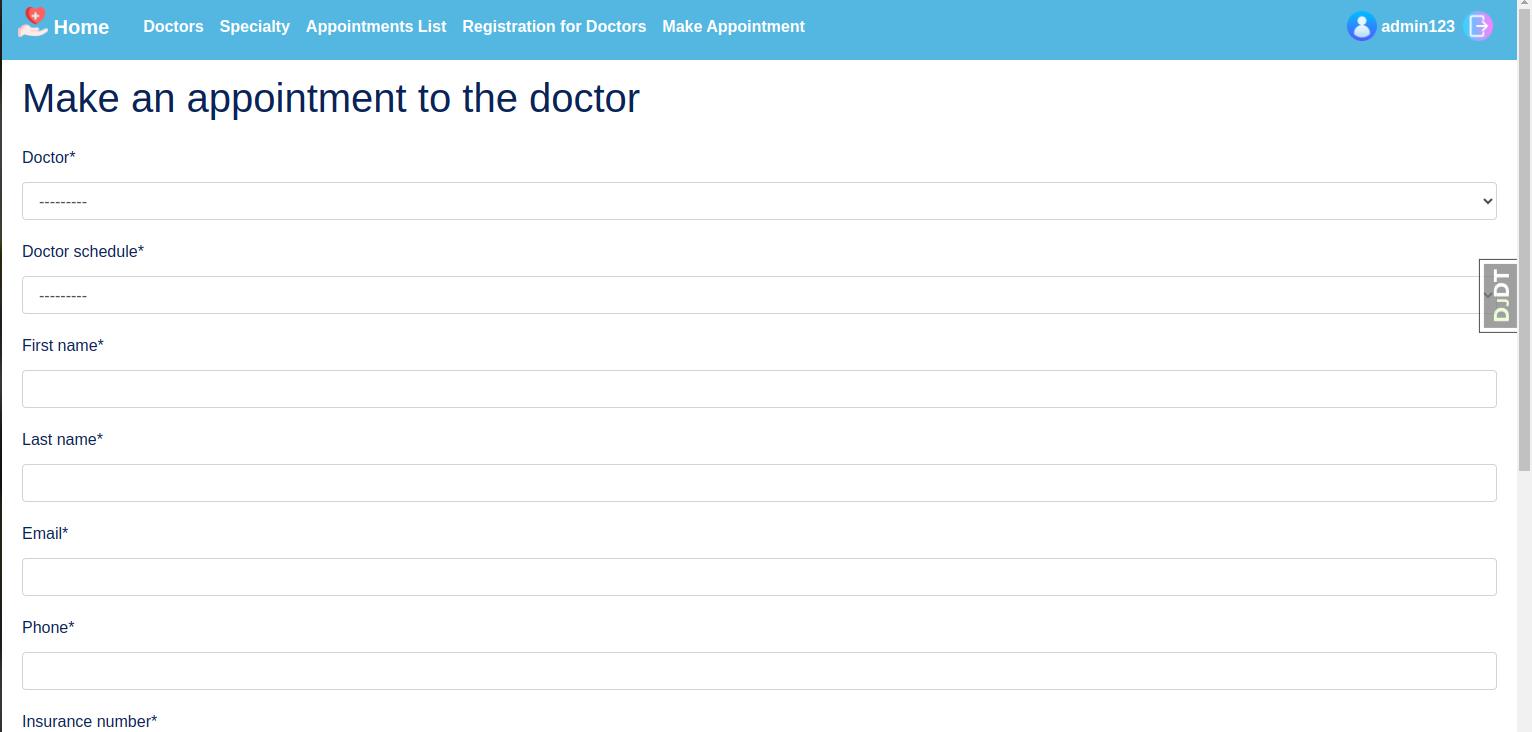 Home Doctors Specialty Appointments List Registration for Doctors Make Appointment admin123
Make an appointment to the doctor
Doctor*
---------
Doctor schedule*
---------
DJDT
First name*
Last name*
Email*
Phone*
Insurance number*